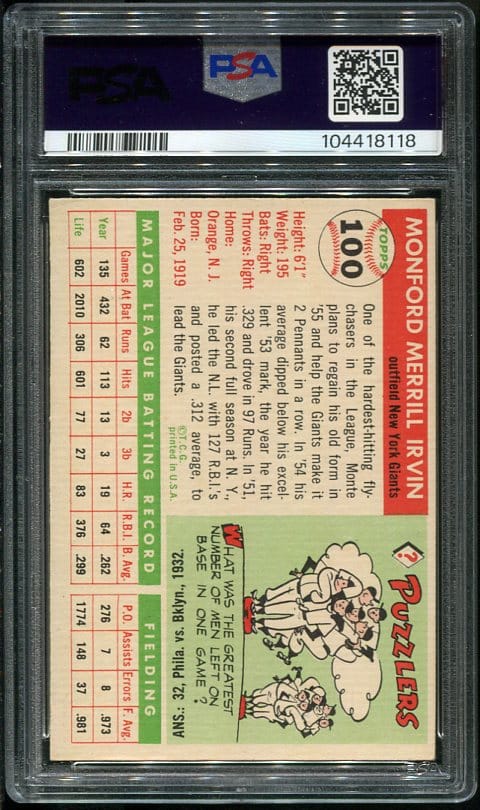 PSA
PSA
104418118
TOPPS
100
MONFORD MERRILL IRVIN
outfield New York Giants
Height: 6'1"
Weight: 195
Bats: Right
Throws: Right
Home:
Orange, N. J.
Born:
Feb. 25, 1919
One of the hardest-hitting fly-
chasers in the League, Monte
plans to regain his old form in
'55 and help the Giants make it
2 Pennants in a row. In '54 his
average dipped below his excel-
lent '53 mark, the year he hit
.329 and drove in 97 Runs. In '51,
his second full season at N. Y.,
he led the N.L. with 127 R.B.I.'s
and posted a .312 average, to
lead the Giants.
©T.C.G.
printed in U.S.A.
?
PUZZLERS
WHAT WAS THE GREATEST
NUMBER OF MEN LEFT ON
BASE IN ONE GAME?
ANS.: 32, Phila vs. Bklyn, 1932.
MAJOR LEAGUE BATTING RECORD
FIELDING
Games At Bat Runs Hits 2b 3b H.R. R.B.I. B. Avg. P.O. Assists Errors F. Avg.
Year 135 432 62 113 13 3 19 64 .262 276 7 8 .973
Life 602 2010 306 601 77 27 83 376 .299 1774 148 37 .981
PSA